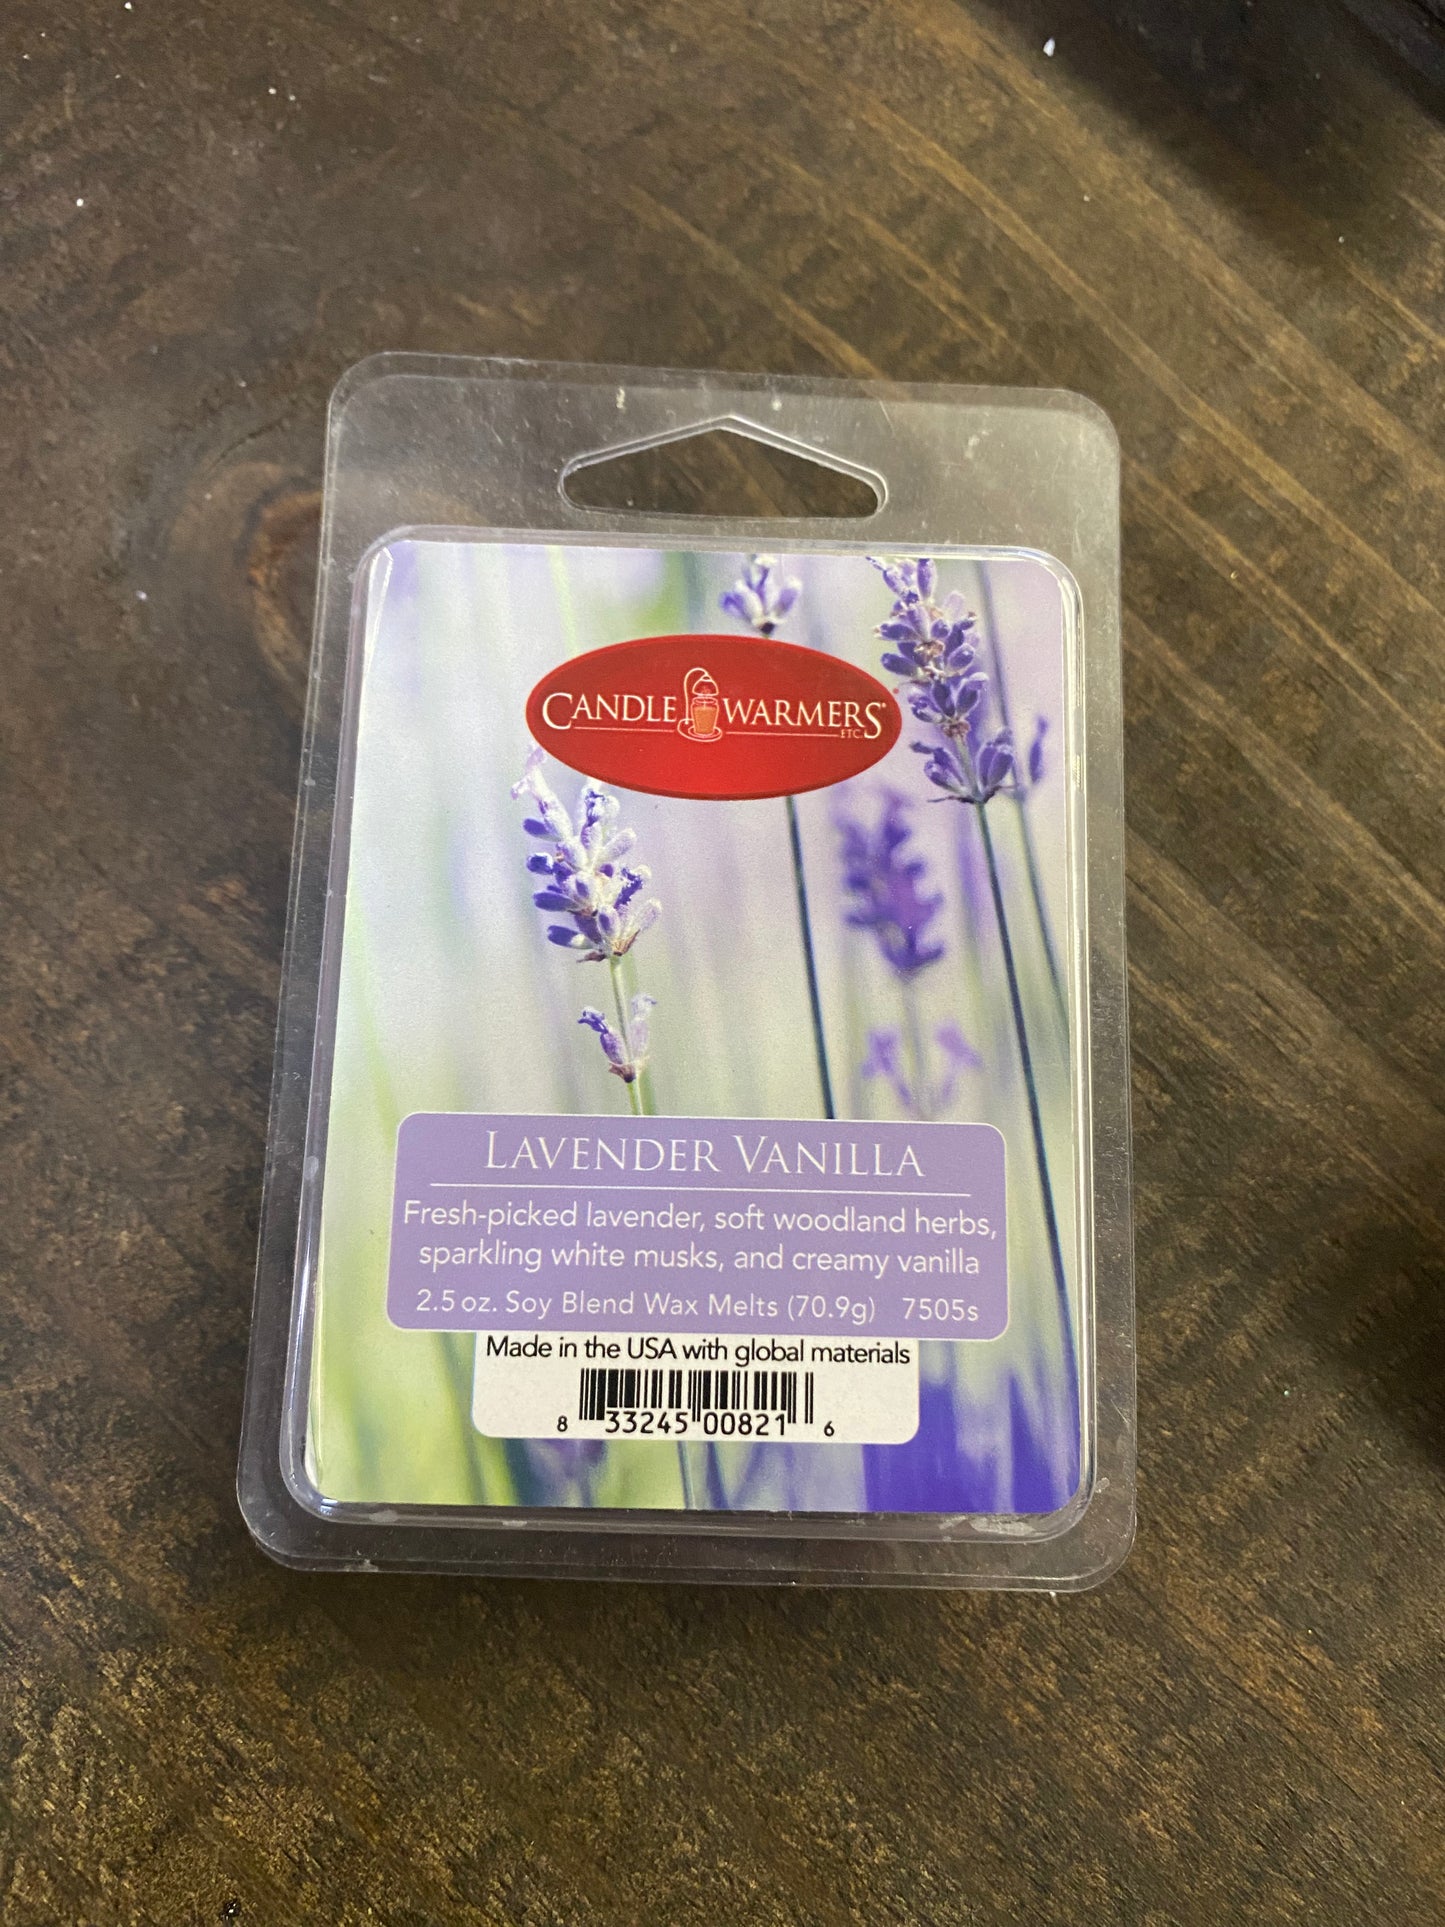 CANDLE WARMERS®
ETC.
LAVENDER VANILLA
Fresh-picked lavender, soft woodland herbs,
sparkling white musks, and creamy vanilla
2.5 oz. Soy Blend Wax Melts (70.9g) 7505s
Made in the USA with global materials
8 33245 00821 6